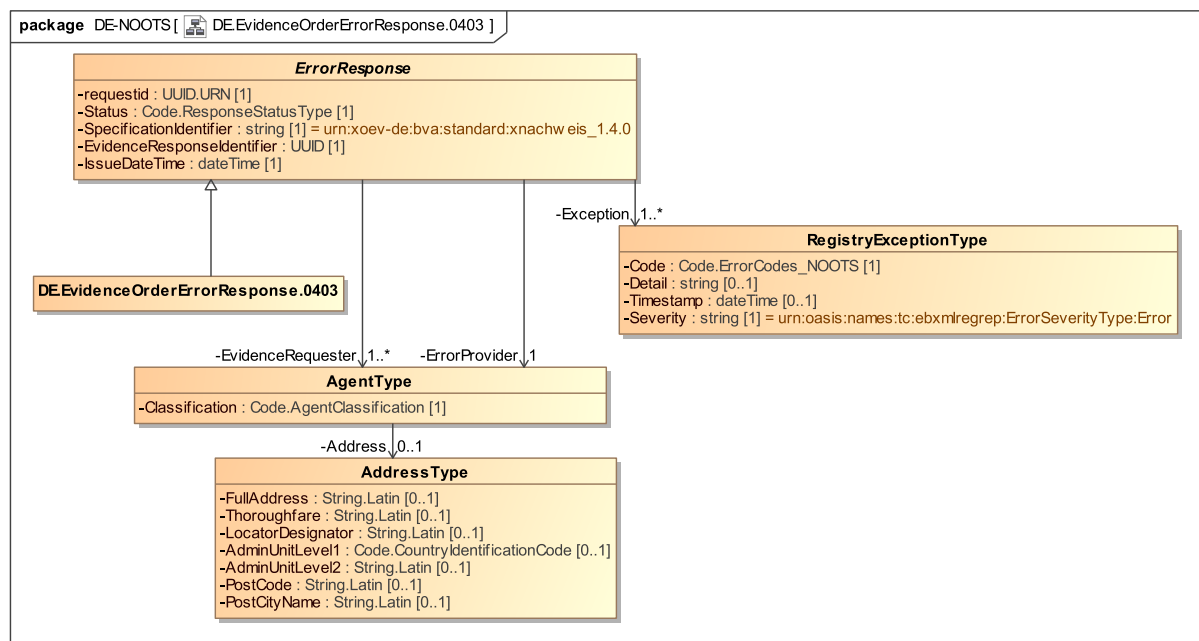 package DE-NOOTS [ DE.EvidenceOrderErrorResponse.0403 ]
ErrorResponse
-requestid : UUID.URN [1]
-Status : Code.ResponseStatusType [1]
-SpecificationIdentifier : string [1] = urn:xoev-de:bva:standard:xnachweis_1.4.0
-EvidenceResponseIdentifier : UUID [1]
-IssueDateTime : dateTime [1]
-Exception 1..*
RegistryExceptionType
-Code : Code.ErrorCodes_NOOTS [1]
-Detail : string [0..1]
-Timestamp : dateTime [0..1]
-Severity : string [1] = urn:oasis:names:tc:ebxmlregrep:ErrorSeverityType:Error
DE.EvidenceOrderErrorResponse.0403
-EvidenceRequester 1..* -ErrorProvider 1
AgentType
-Classification : Code.AgentClassification [1]
-Address 0..1
AddressType
-FullAddress : String.Latin [0..1]
-Thoroughfare : String.Latin [0..1]
-LocatorDesignator : String.Latin [0..1]
-AdminUnitLevel1 : Code.CountryIdentificationCode [0..1]
-AdminUnitLevel2 : String.Latin [0..1]
-PostCode : String.Latin [0..1]
-PostCityName : String.Latin [0..1]